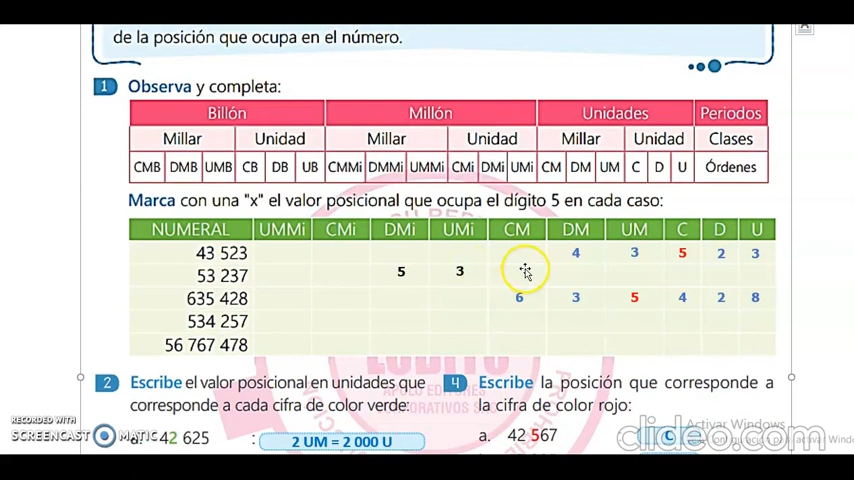 de la posición que ocupa en el número.
1 Observa y completa:
Billón Millón Unidades Periodos
Millar Unidad Millar Unidad Millar Unidad Clases
CMB DMB UMB CB DB UB CMMi DMMi UMMi CMi DMi UMi CM DM UM C D U Órdenes
Marca con una "x" el valor posicional que ocupa el dígito 5 en cada caso:
NUMERAL UMMi CMi DMi UMi CM DM UM C D U
43 523 4 3 5 2 3
53 237 5 3
635 428 6 3 5 4 2 8
534 257
56 767 478
2 Escribe el valor posicional en unidades que
corresponde a cada cifra de color verde:
a. 42 625 : 2 UM = 2 000 U
4 Escribe la posición que corresponde a
la cifra de color rojo:
a. 42 567 : C
APOLO EDITORES
RECORDED WITH
SCREENCAST MATIC
Activar Windows
clideo.com